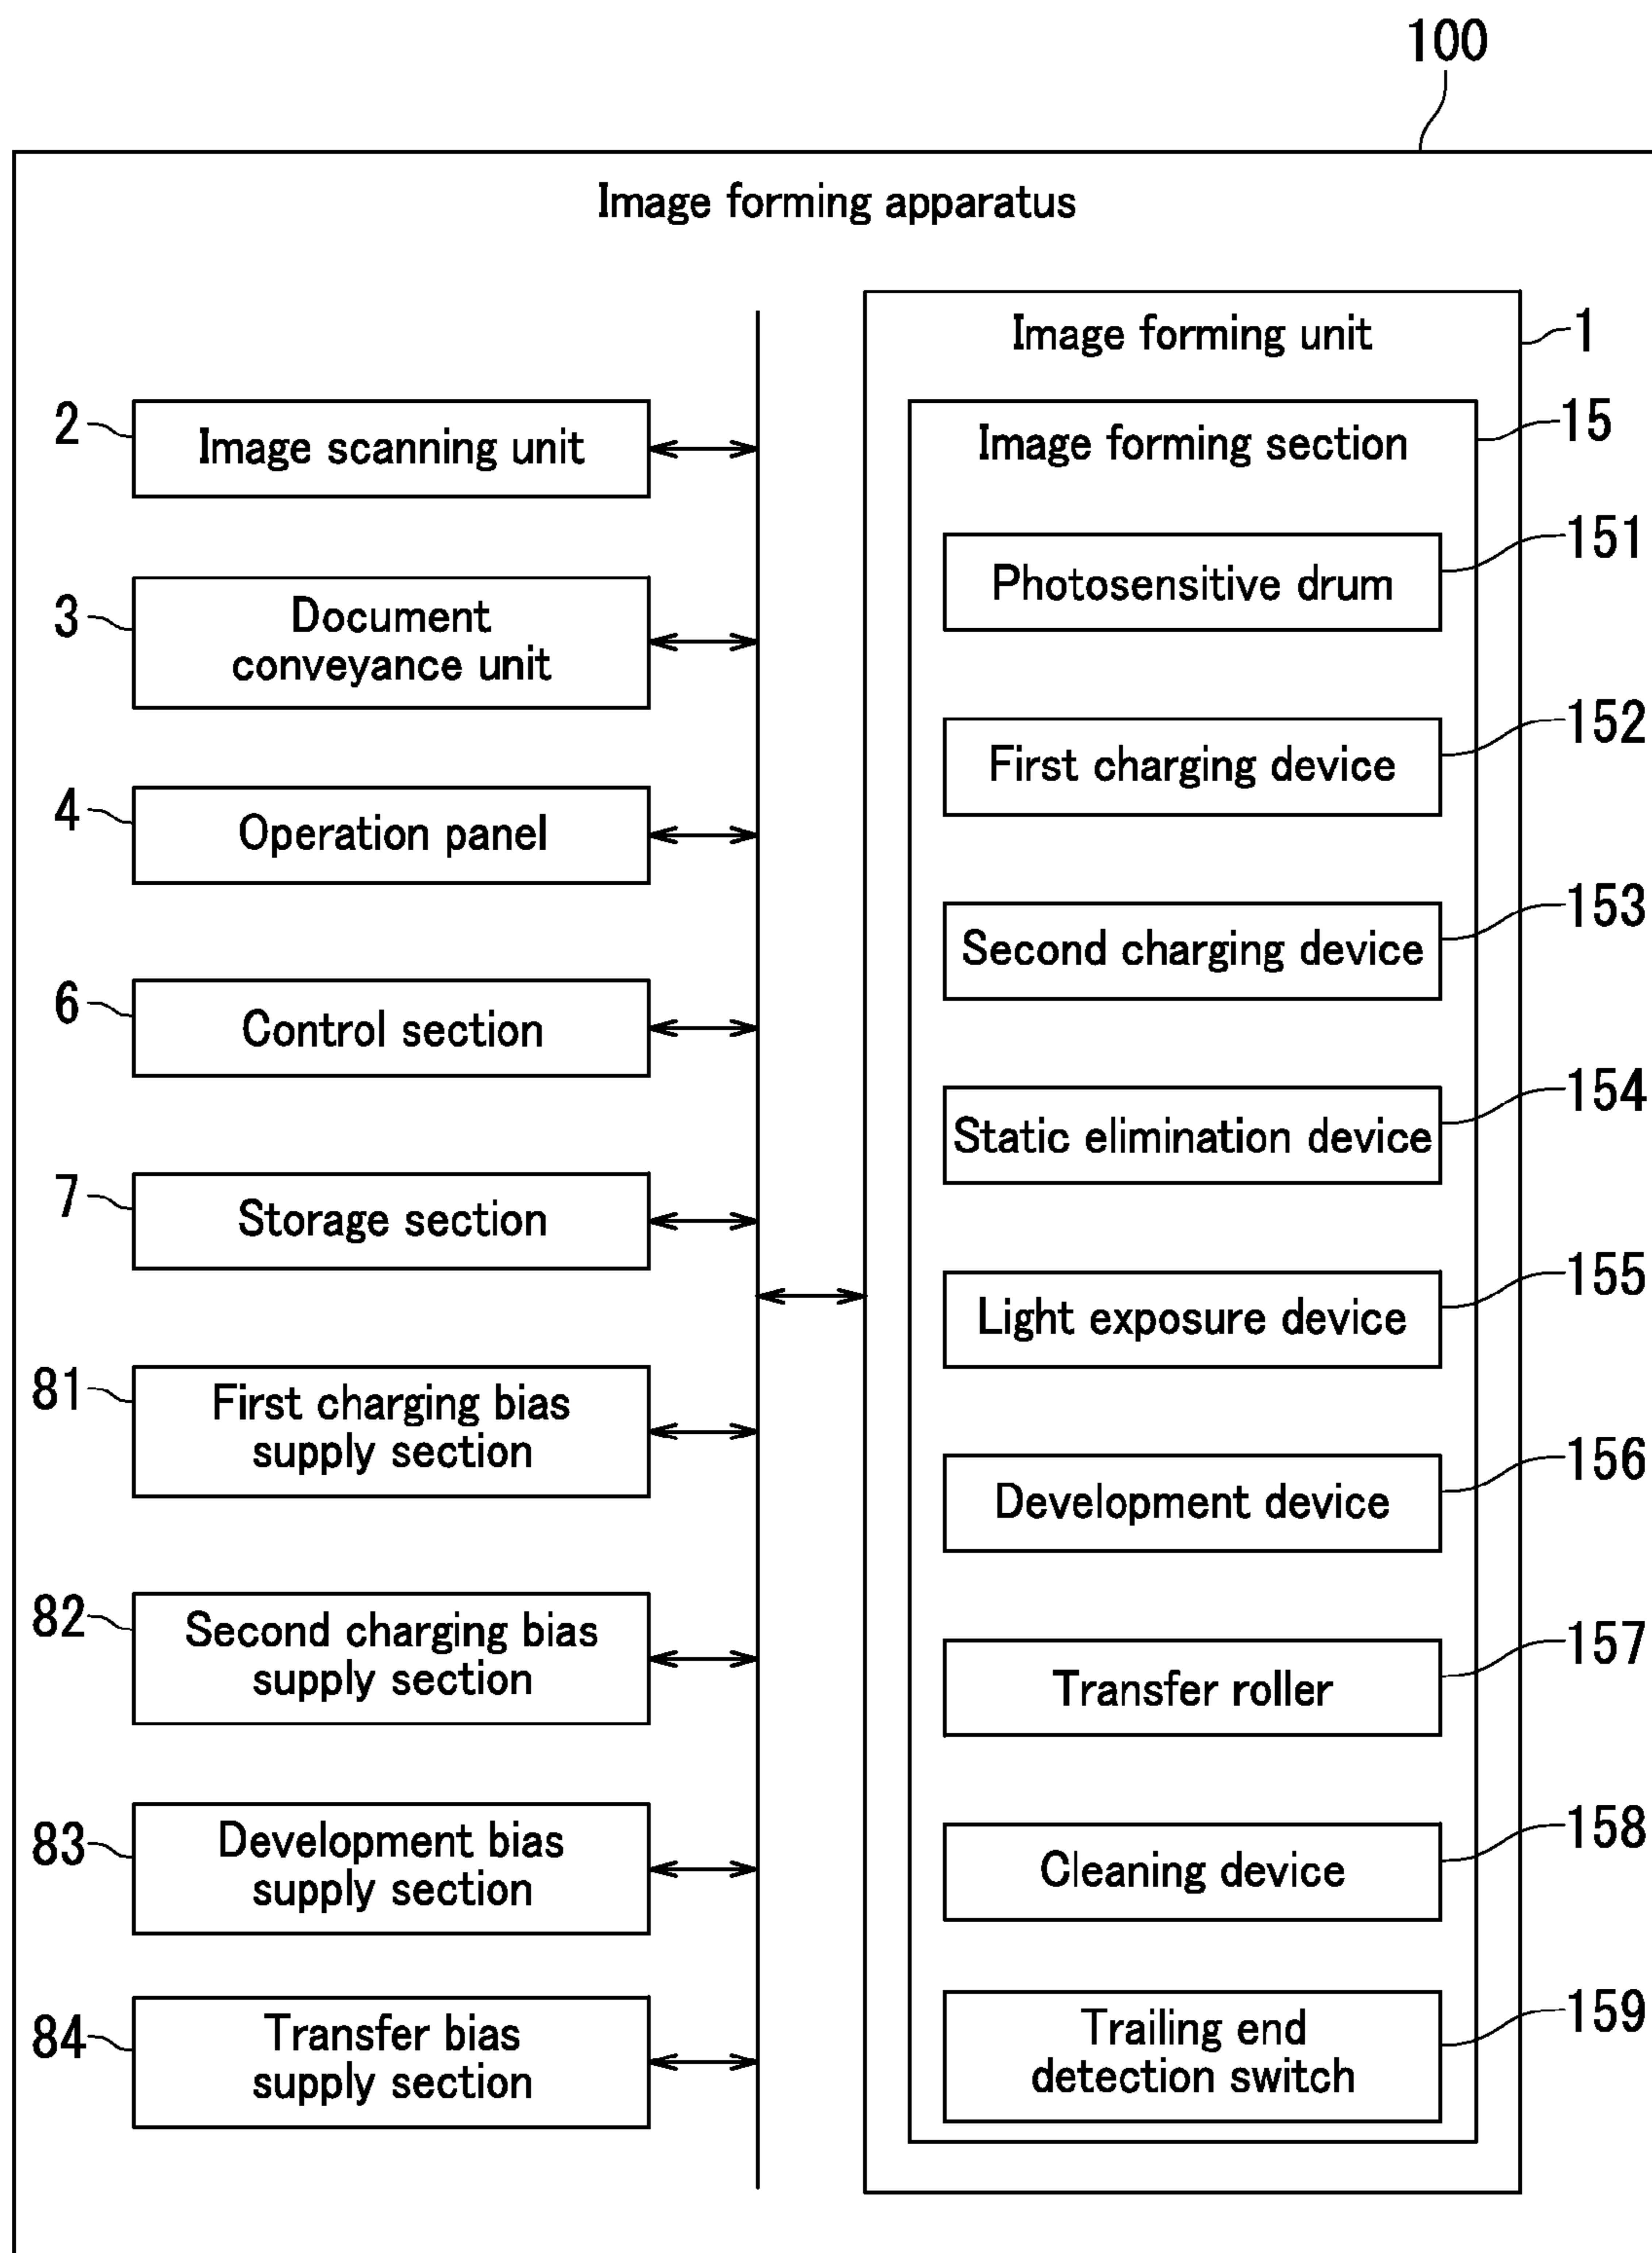 100
Image forming apparatus
2
Image scanning unit
3
Document
conveyance unit
4
Operation panel
6
Control section
7
Storage section
81
First charging bias
supply section
82
Second charging bias
supply section
83
Development bias
supply section
84
Transfer bias
supply section
Image forming unit
1
Image forming section
15
Photosensitive drum
151
First charging device
152
Second charging device
153
Static elimination device
154
Light exposure device
155
Development device
156
Transfer roller
157
Cleaning device
158
Trailing end
detection switch
159